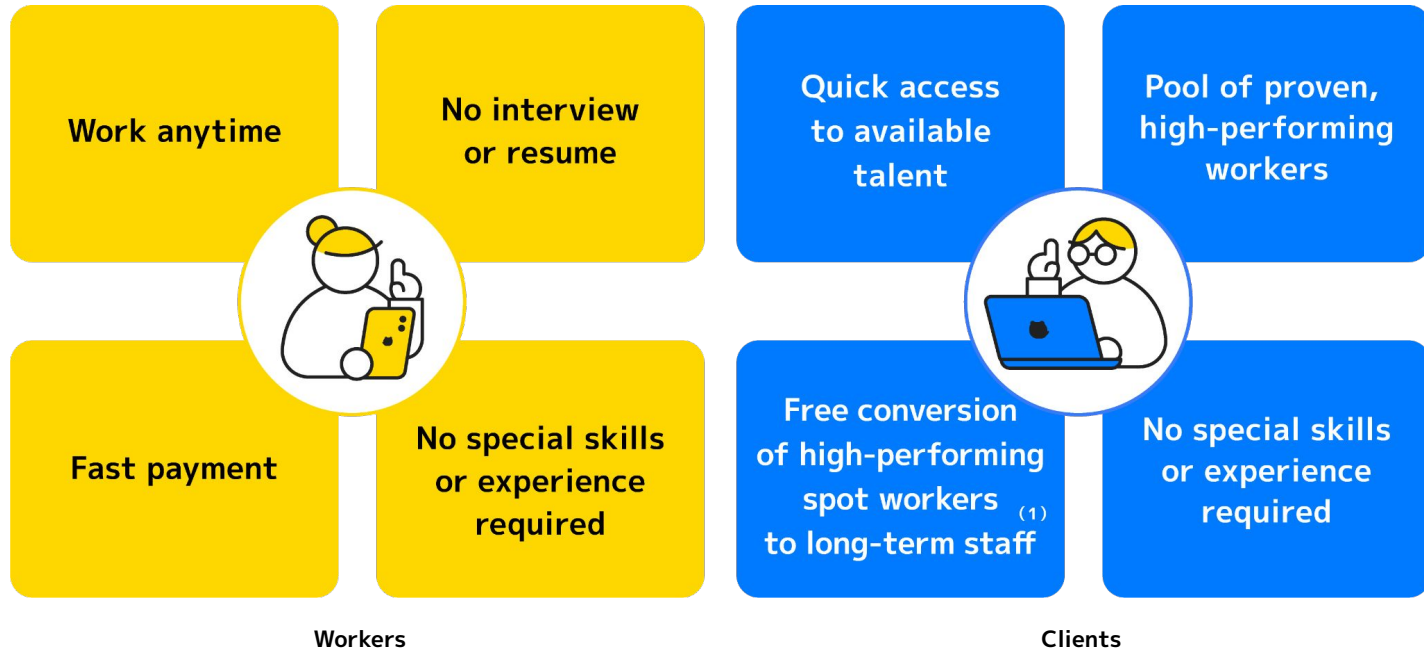 Work anytime
No interview
or resume
Fast payment
No special skills
or experience
required
Workers
Quick access
to available
talent
Pool of proven,
high-performing
workers
Free conversion
of high-performing
spot workers
(1)
to long-term staff
No special skills
or experience
required
Clients